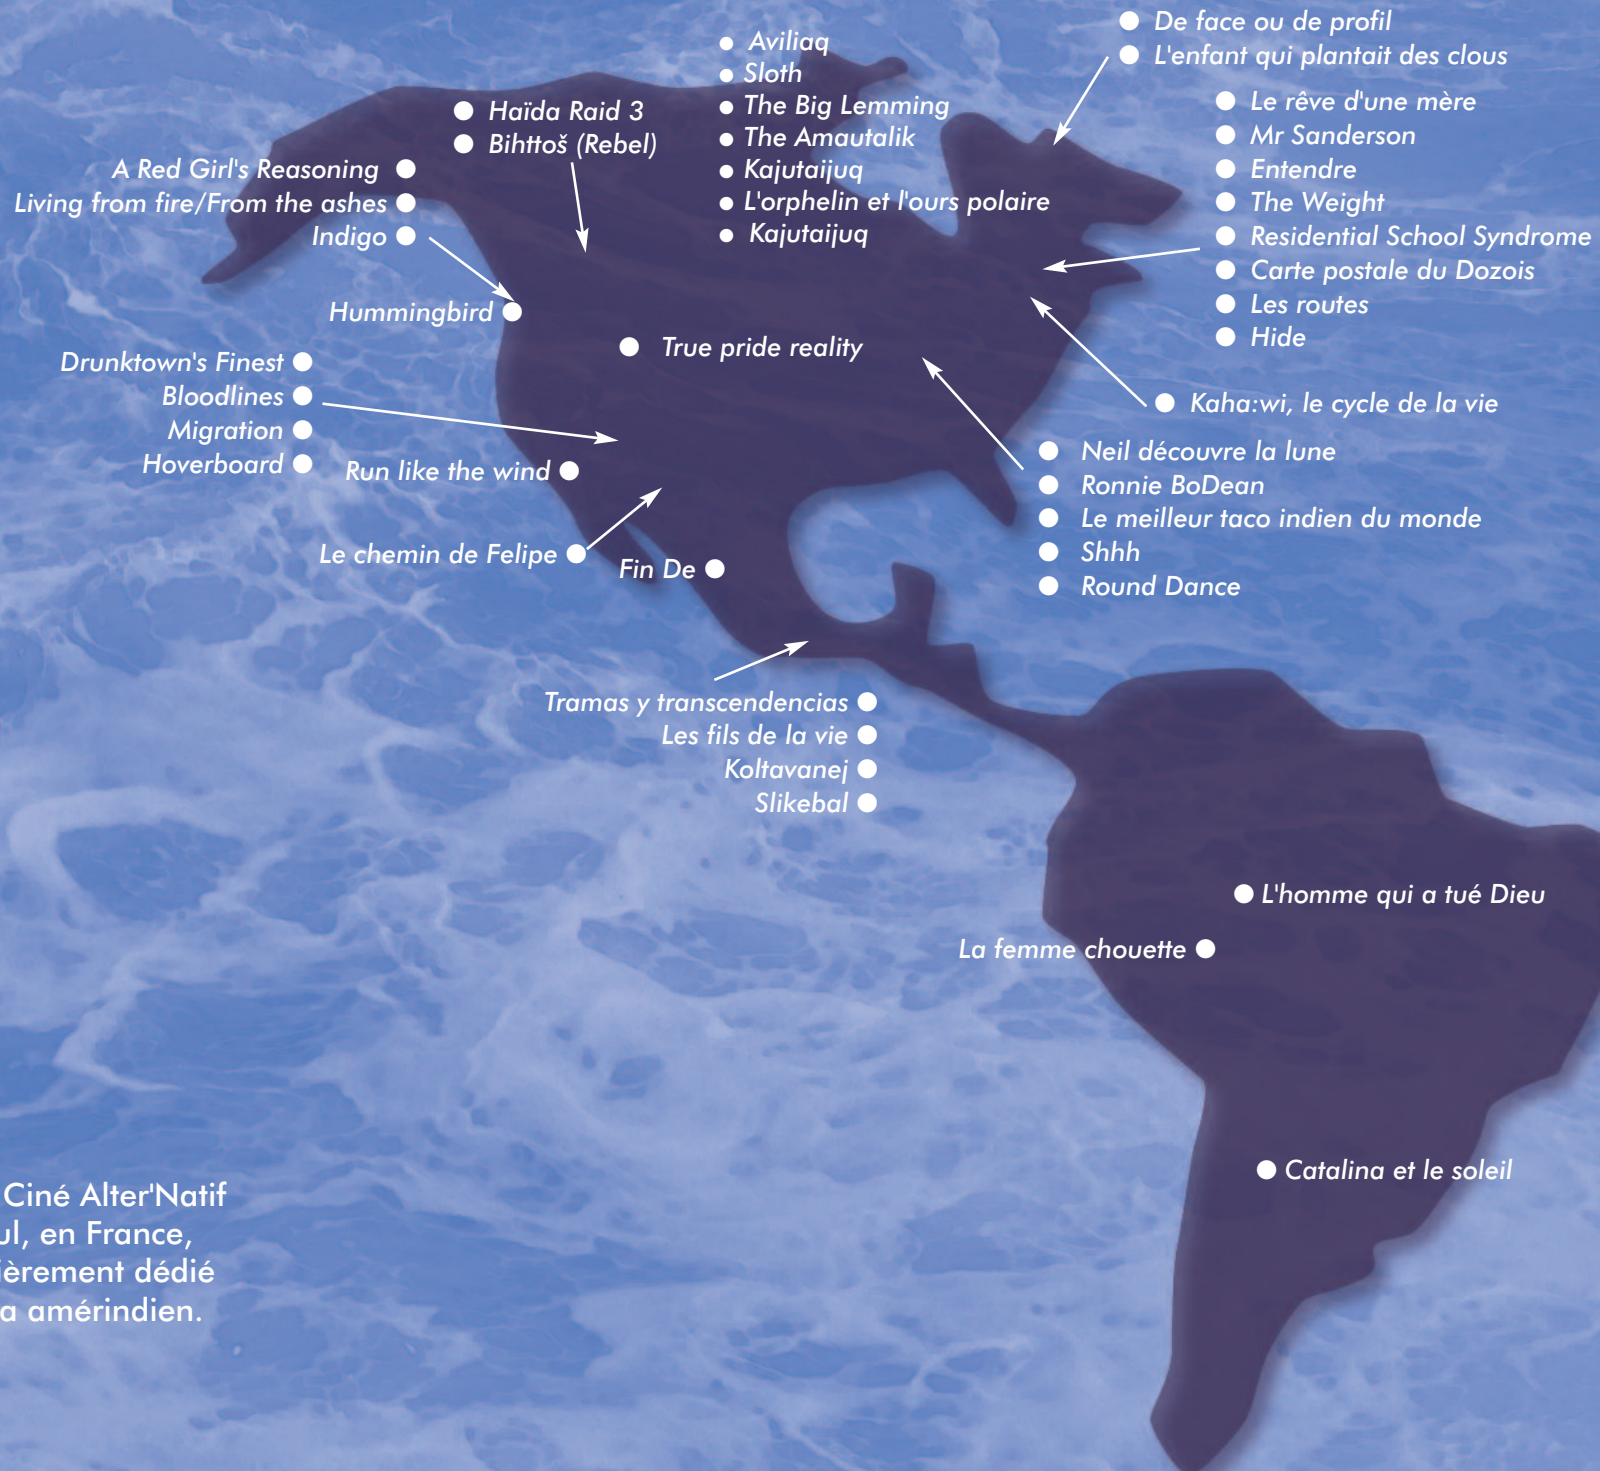 De face ou de profil
L'enfant qui plantait des clous
Aviliaq
Sloth
The Big Lemming
The Amautalik
Kajutaijuq
L'orphelin et l'ours polaire
Kajutaijuq
Haïda Raid 3
Bihttoš (Rebel)
Le rêve d'une mère
Mr Sanderson
Entendre
The Weight
Residential School Syndrome
Carte postale du Dozois
Les routes
Hide
A Red Girl's Reasoning
Living from fire/From the ashes
Indigo
Hummingbird
True pride reality
Drunktown's Finest
Bloodlines
Migration
Hoverboard
Kaha:wi, le cycle de la vie
Run like the wind
Neil découvre la lune
Ronnie BoDean
Le meilleur taco indien du monde
Shhh
Round Dance
Le chemin de Felipe
Fin De
Tramas y transcendencias
Les fils de la vie
Koltavanej
Slikebal
L'homme qui a tué Dieu
La femme chouette
Catalina et le soleil
Ciné Alter'Natif
ul, en France,
ièrement dédié
a amérindien.